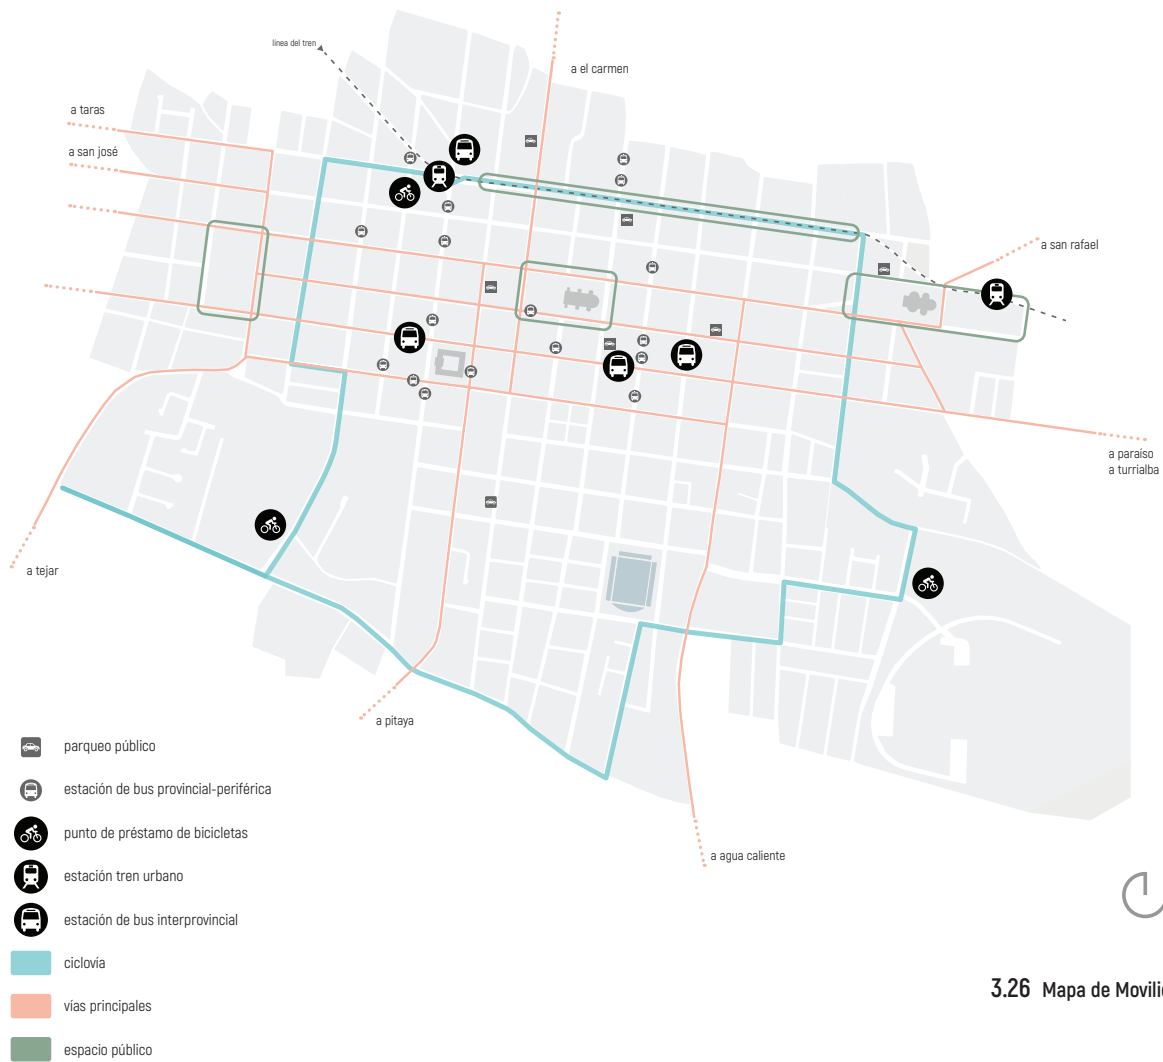 línea del tren
a el carmen
a taras
a san josé
a san rafael
a paraíso
a turrialba
a tejar
a pitaya
a agua caliente
parqueo público
estación de bus provincial-periférica
punto de préstamo de bicicletas
estación tren urbano
estación de bus interprovincial
ciclovía
vías principales
espacio público
3.26 Mapa de Movili